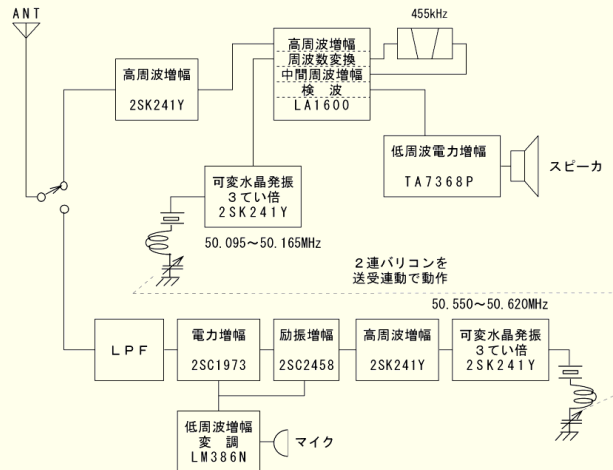 ANT
455kHz
高周波増幅
2SK241Y
高周波増幅
周波数変換
中間周波増幅
検 波
LA1600
低周波電力増幅
TA7368P
スピーカ
可変水晶発振
3てい倍
2SK241Y
50.095～50.165MHz
2連バリコンを
送受連動で動作
50.550～50.620MHz
LPF
電力増幅
2SC1973
励振増幅
2SC2458
高周波増幅
2SK241Y
可変水晶発振
3てい倍
2SK241Y
低周波増幅
変 調
LM386N
マイク